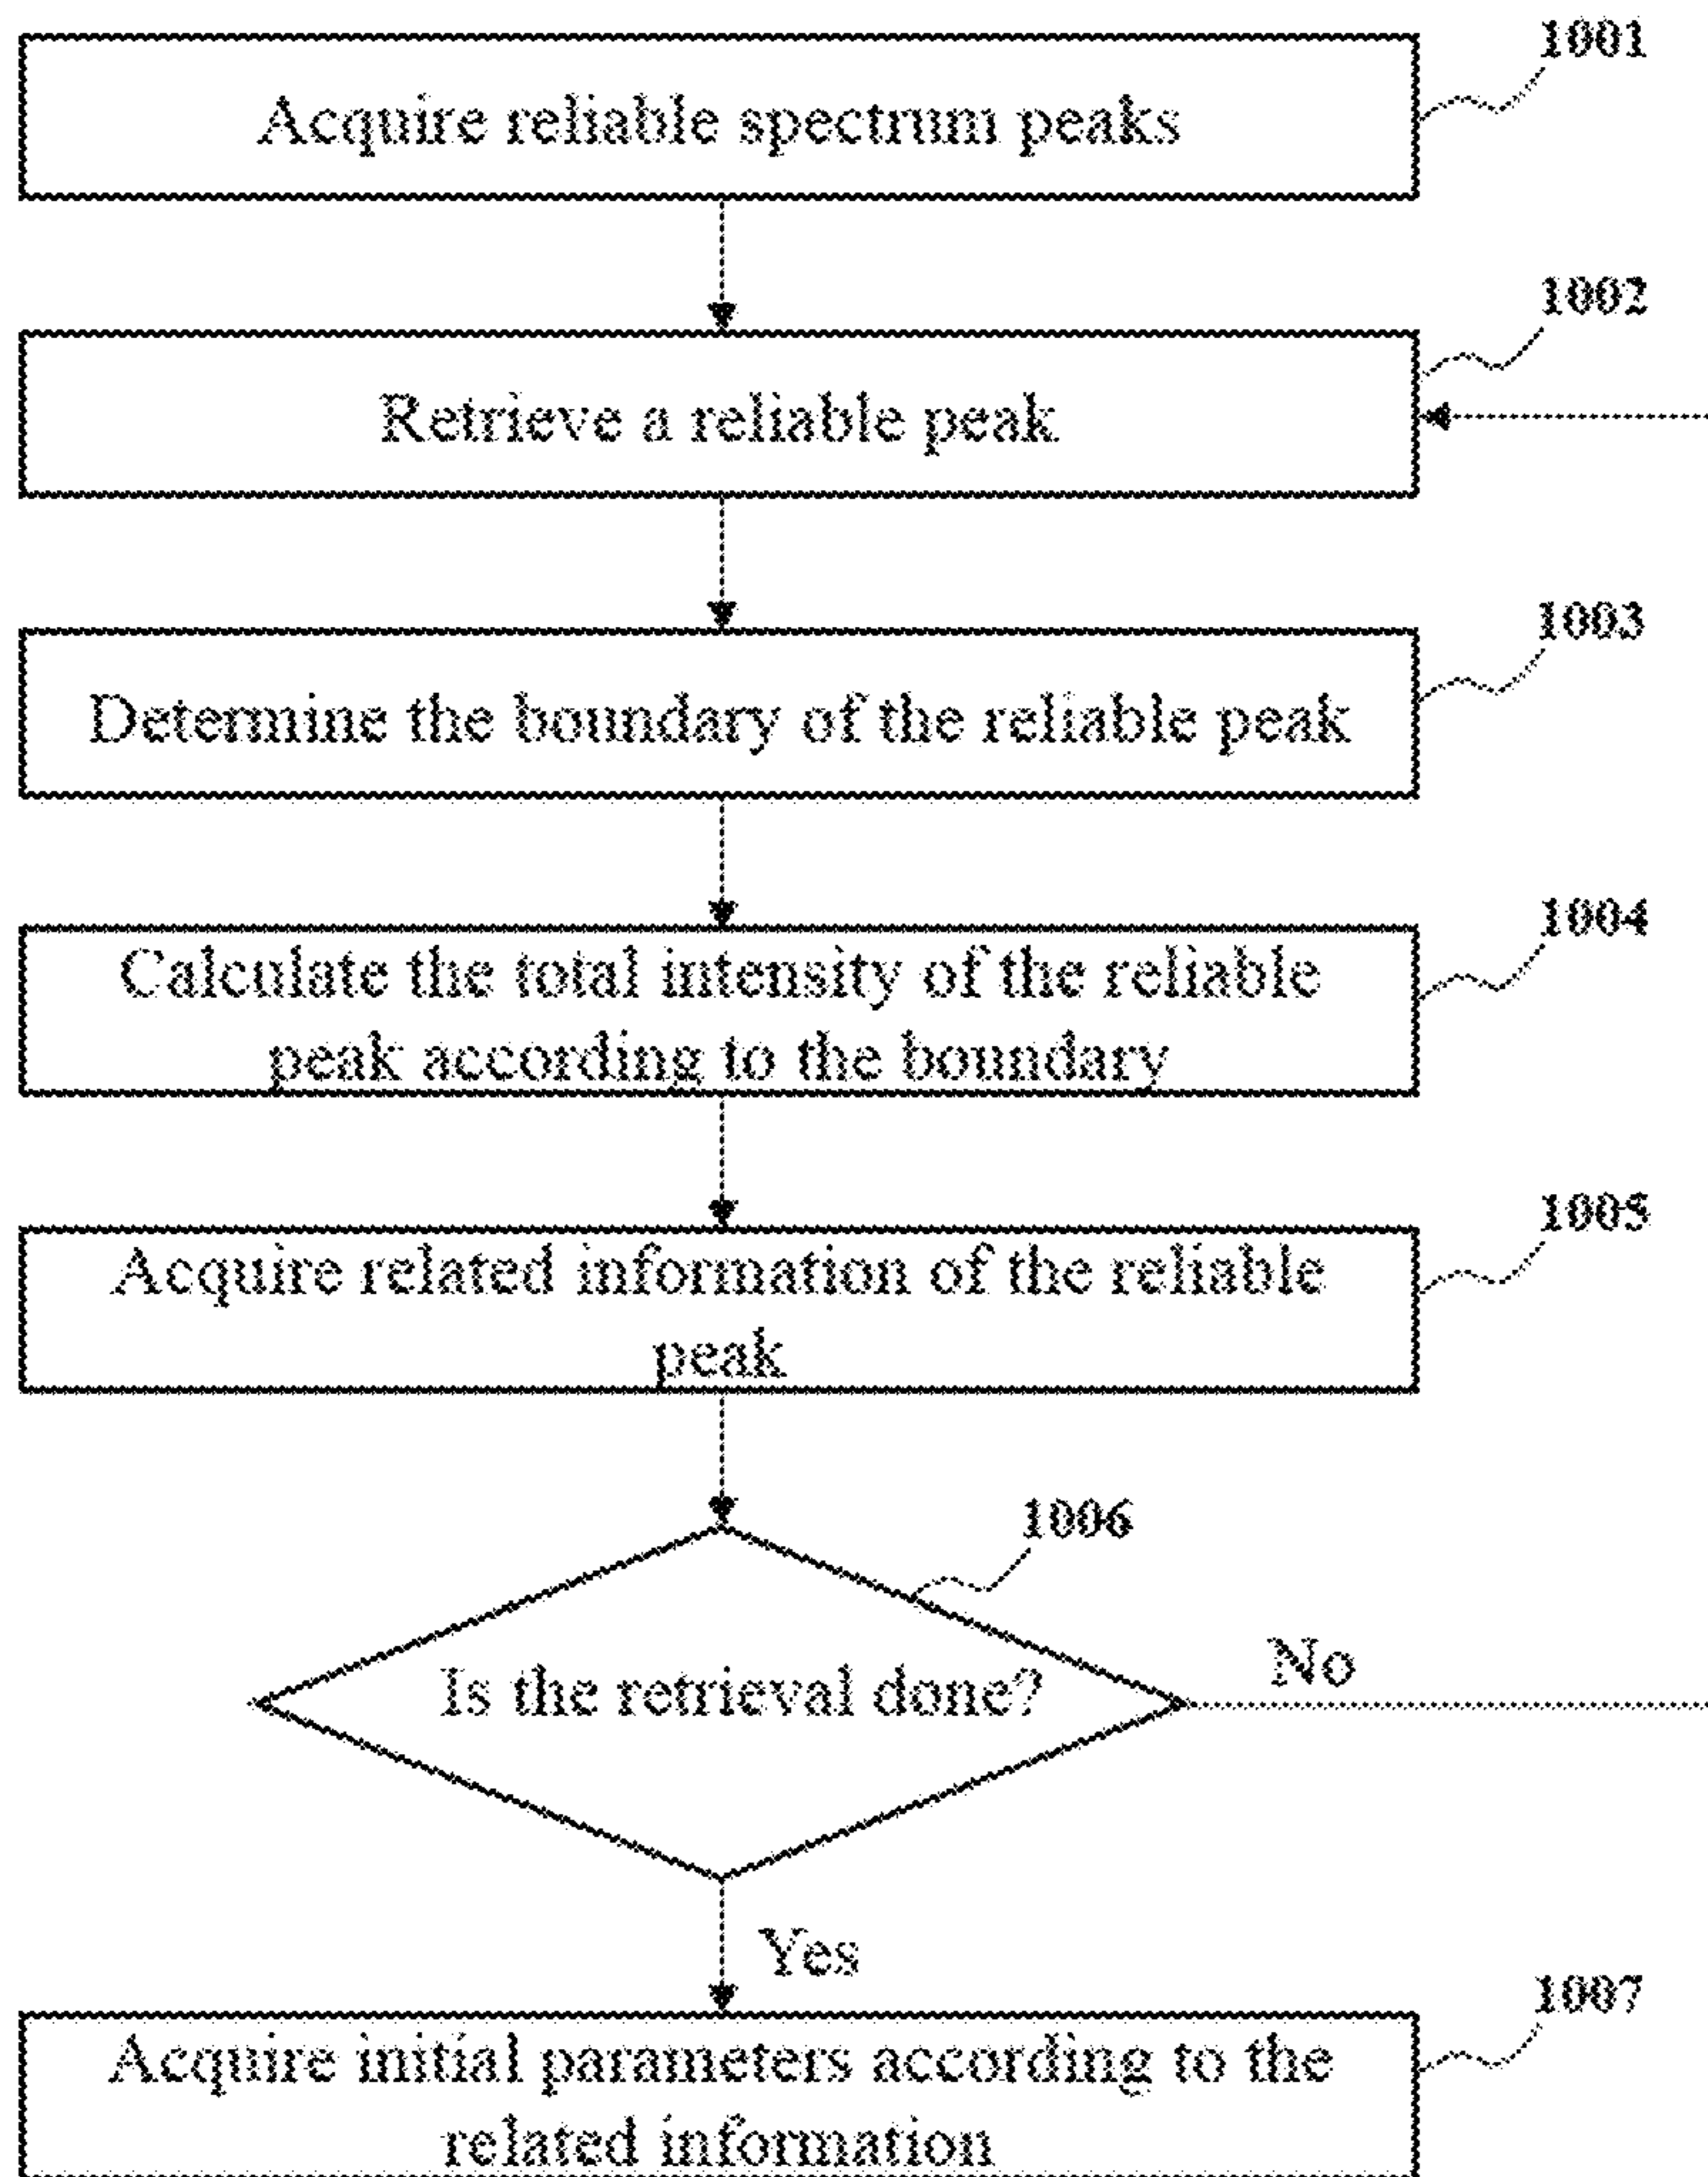 1001
Acquire reliable spectrum peaks
1002
Retrieve a reliable peak
1003
Determine the boundary of the reliable peak
1004
Calculate the total intensity of the reliable
peak according to the boundary
1005
Acquire related information of the reliable
peak
1006
Is the retrieval done?
No
Yes
1007
Acquire initial parameters according to the
related information